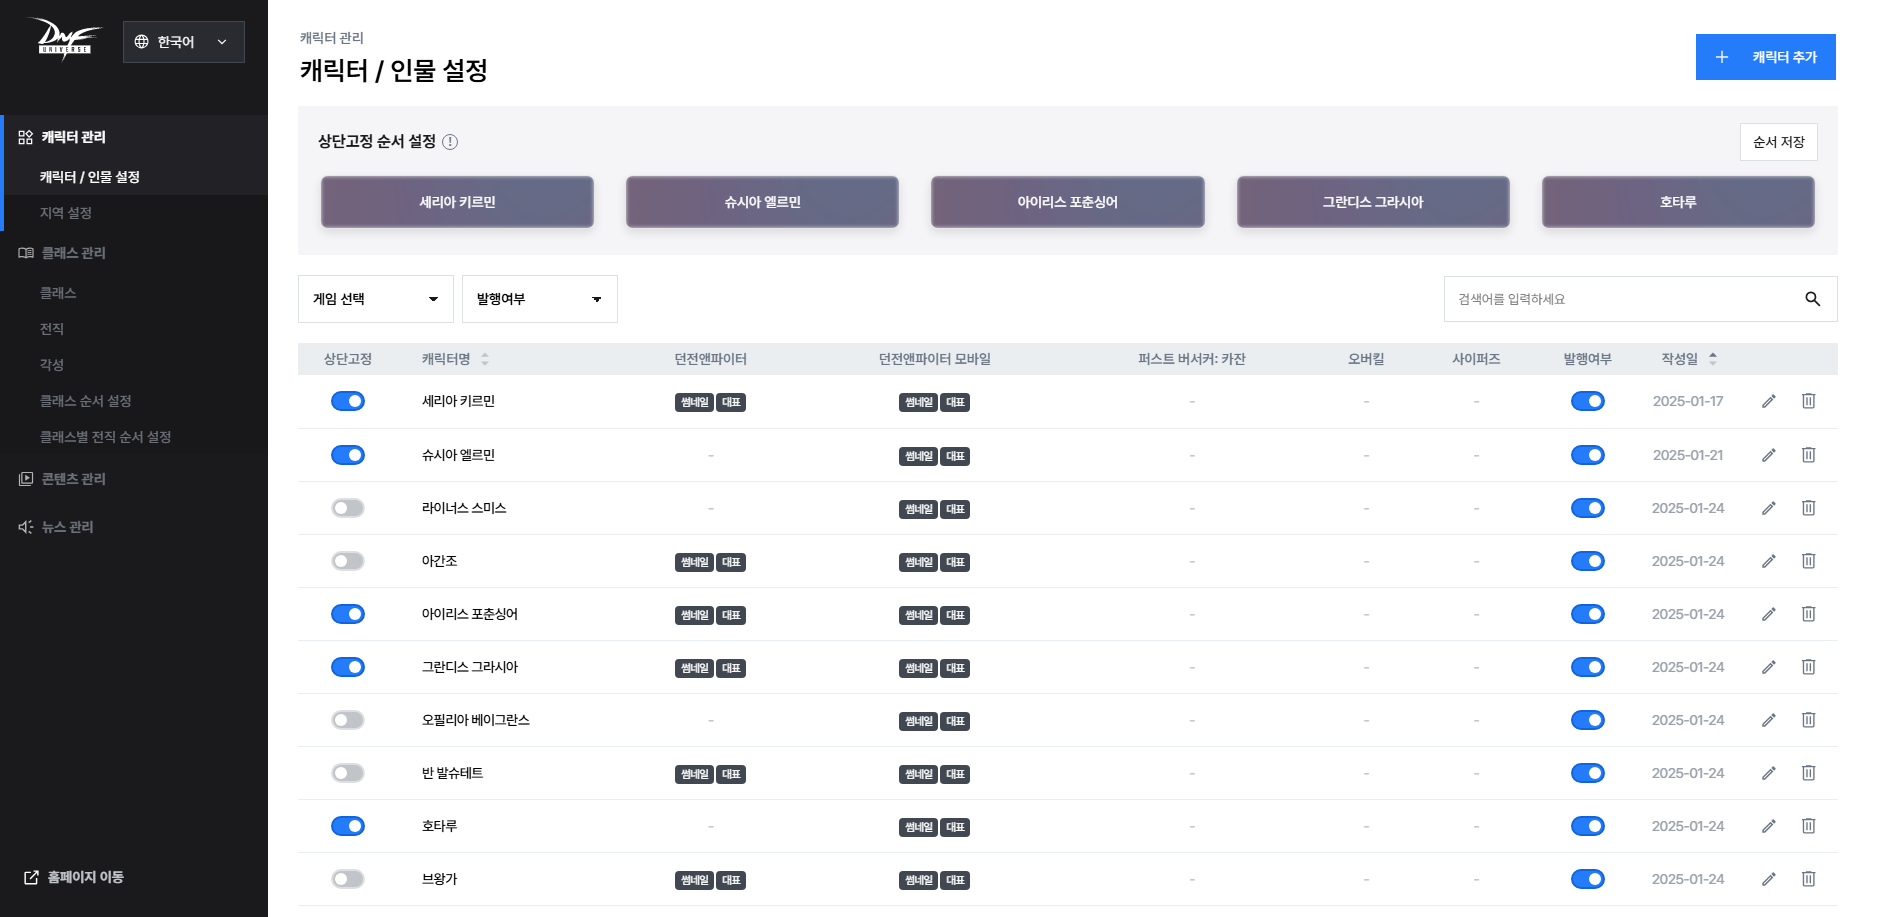 DNF
UNIVERSE
한국어
캐릭터 관리
캐릭터 / 인물 설정
지역 설정
클래스 관리
클래스
전직
각성
클래스 순서 설정
클래스별 전직 순서 설정
콘텐츠 관리
뉴스 관리
홈페이지 이동
캐릭터 관리
캐릭터 / 인물 설정
캐릭터 추가
상단고정 순서 설정
순서 저장
세리아 키르민 슈시아 엘르민 아이리스 포춘싱어 그란디스 그라시아 호타루
게임 선택 발행여부 검색어를 입력하세요
상단고정 캐릭터명 던전앤파이터 던전앤파이터 모바일 퍼스트 버서커: 카잔 오버킬 사이퍼즈 발행여부 작성일
세리아 키르민 썸네일 대표 썸네일 대표 - - - 2025-01-17
슈시아 엘르민 - 썸네일 대표 - - - 2025-01-21
라이너스 스미스 - 썸네일 대표 - - - 2025-01-24
아간조 썸네일 대표 썸네일 대표 - - - 2025-01-24
아이리스 포춘싱어 썸네일 대표 썸네일 대표 - - - 2025-01-24
그란디스 그라시아 썸네일 대표 썸네일 대표 - - - 2025-01-24
오필리아 베이그란스 - 썸네일 대표 - - - 2025-01-24
반 발슈테트 썸네일 대표 썸네일 대표 - - - 2025-01-24
호타루 - 썸네일 대표 - - - 2025-01-24
브왕가 썸네일 대표 썸네일 대표 - - - 2025-01-24